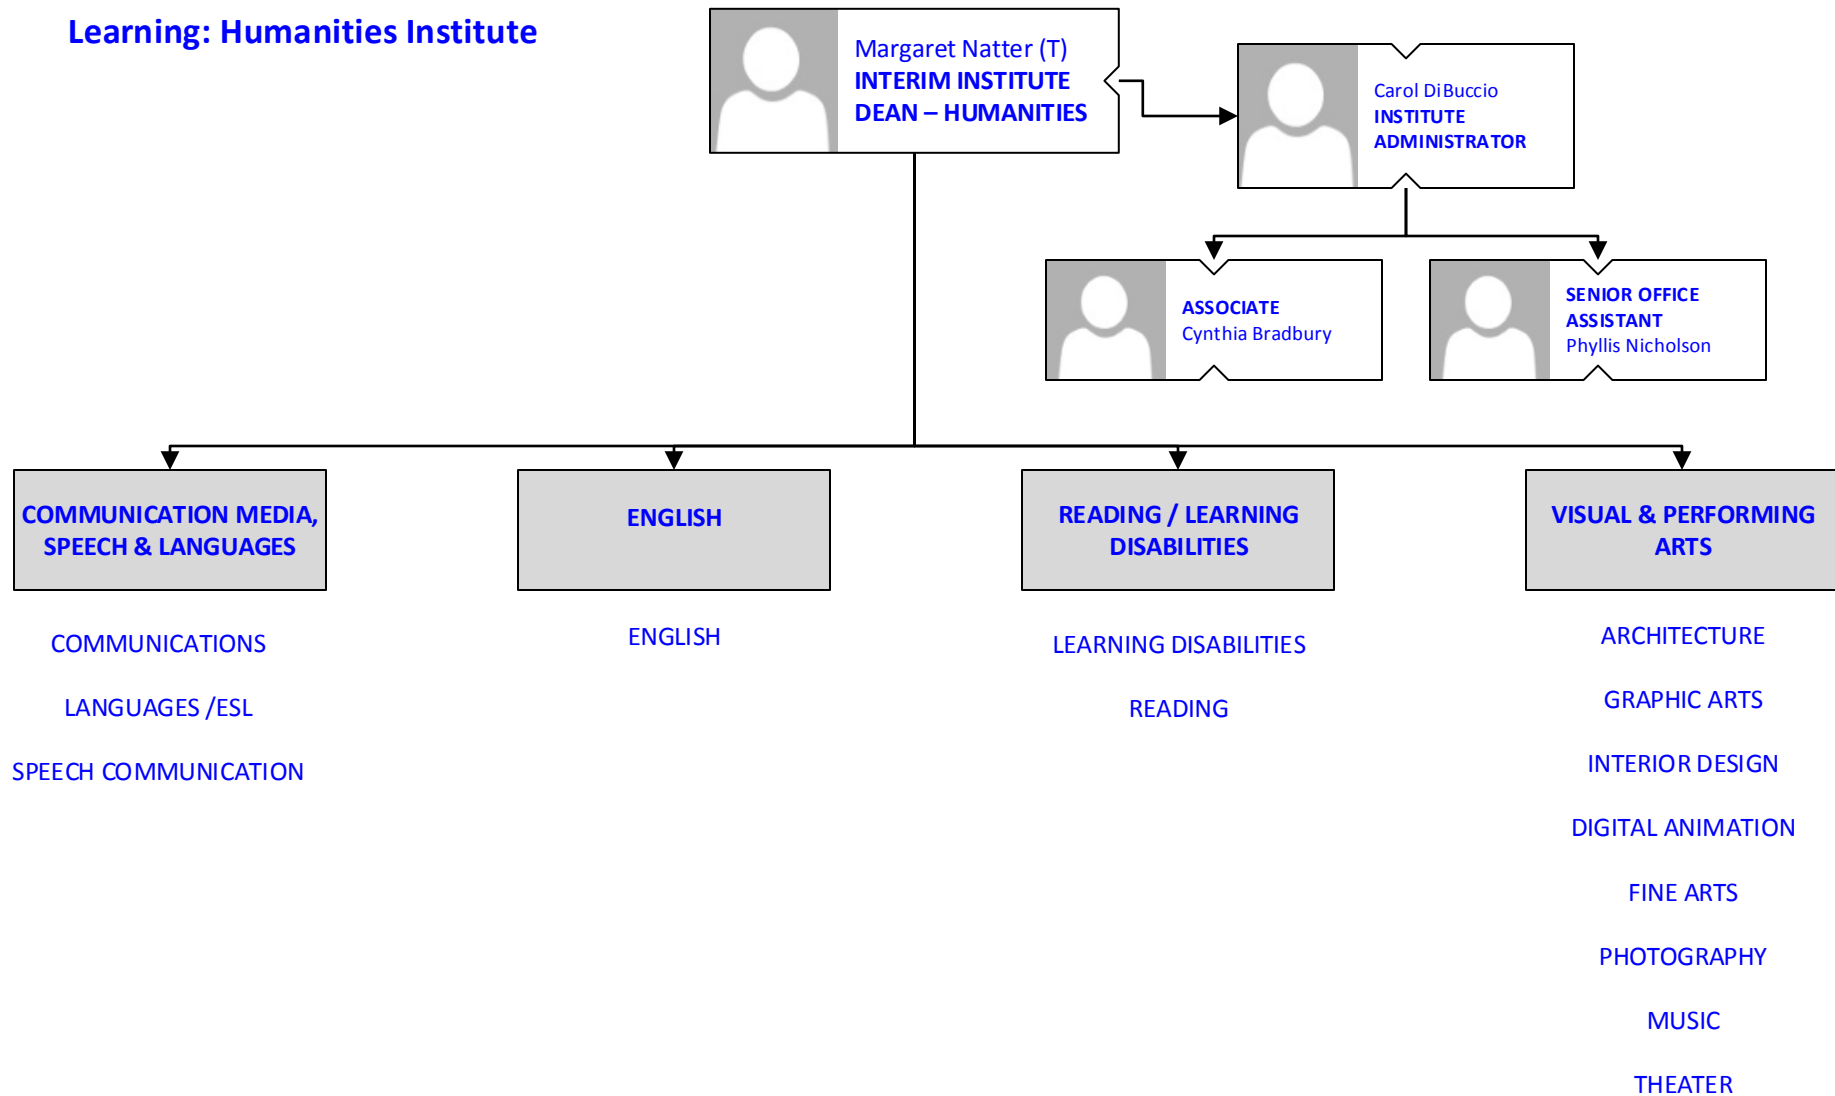 Learning: Humanities Institute
Margaret Natter (T)
INTERIM INSTITUTE
DEAN – HUMANITIES
Carol DiBuccio
INSTITUTE
ADMINISTRATOR
ASSOCIATE
Cynthia Bradbury
SENIOR OFFICE
ASSISTANT
Phyllis Nicholson
COMMUNICATION MEDIA,
SPEECH & LANGUAGES
COMMUNICATIONS
LANGUAGES /ESL
SPEECH COMMUNICATION
ENGLISH
ENGLISH
READING / LEARNING
DISABILITIES
LEARNING DISABILITIES
READING
VISUAL & PERFORMING
ARTS
ARCHITECTURE
GRAPHIC ARTS
INTERIOR DESIGN
DIGITAL ANIMATION
FINE ARTS
PHOTOGRAPHY
MUSIC
THEATER